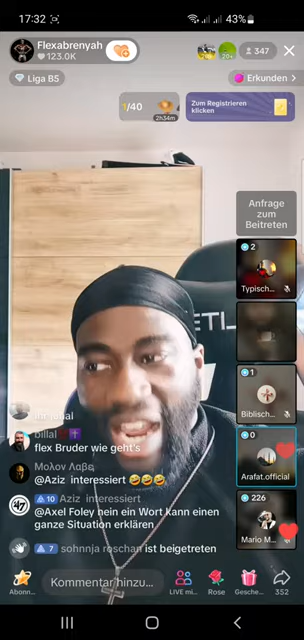 17:32
43%
Flexabrenyah
123.0K
20+
347
Liga B5
Erkunden
1/40
2h34m
Zum Registrieren
klicken
Anfrage
zum
Beitreten
2
Typisch...
1
Biblisch...
0
Arafat.official
226
Mario M...
ETL
billal
flex Bruder wie geht's
Μολον Λαβε
@Aziz interessiert 🤣🤣🤣
10 Aziz interessiert
@Axel Foley nein ein Wort kann einen
ganze Situation erklären
7 sohnnja roschan ist beigetreten
Kommentar hinzu...
Abonn...
LIVE mi...
Rose
Gesche...
352